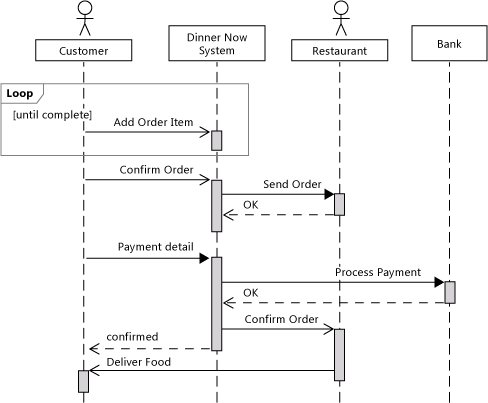 Customer
Dinner Now
System
Restaurant
Bank
Loop
[until complete]
Add Order Item
Confirm Order
Send Order
OK
Payment detail
Process Payment
OK
Confirm Order
confirmed
Deliver Food